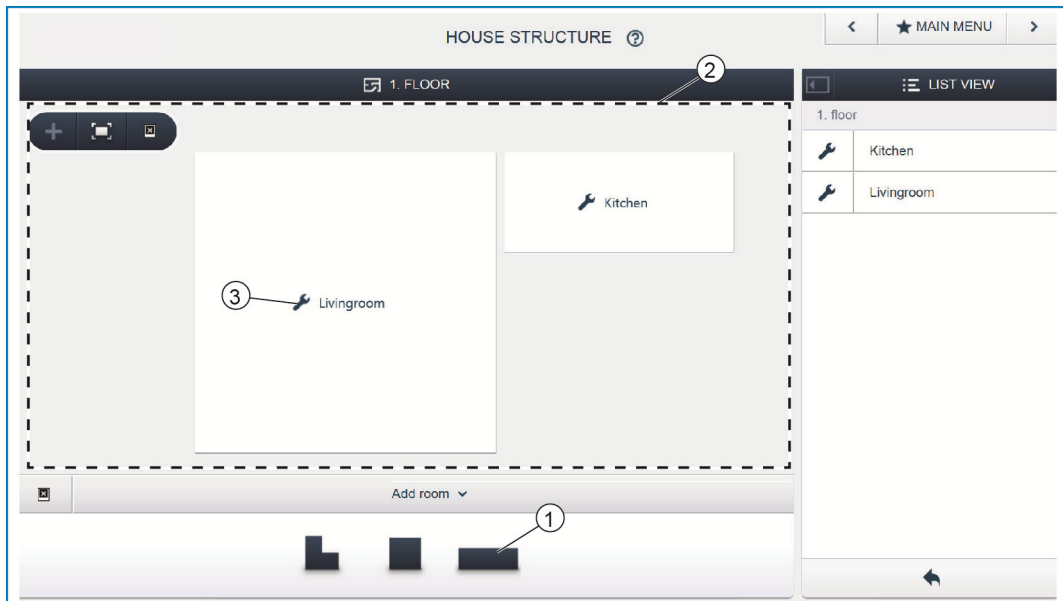 HOUSE STRUCTURE ?
MAIN MENU
2
1. FLOOR
LIST VIEW
1. floor
Kitchen
Livingroom
Kitchen
3
Livingroom
Add room
1